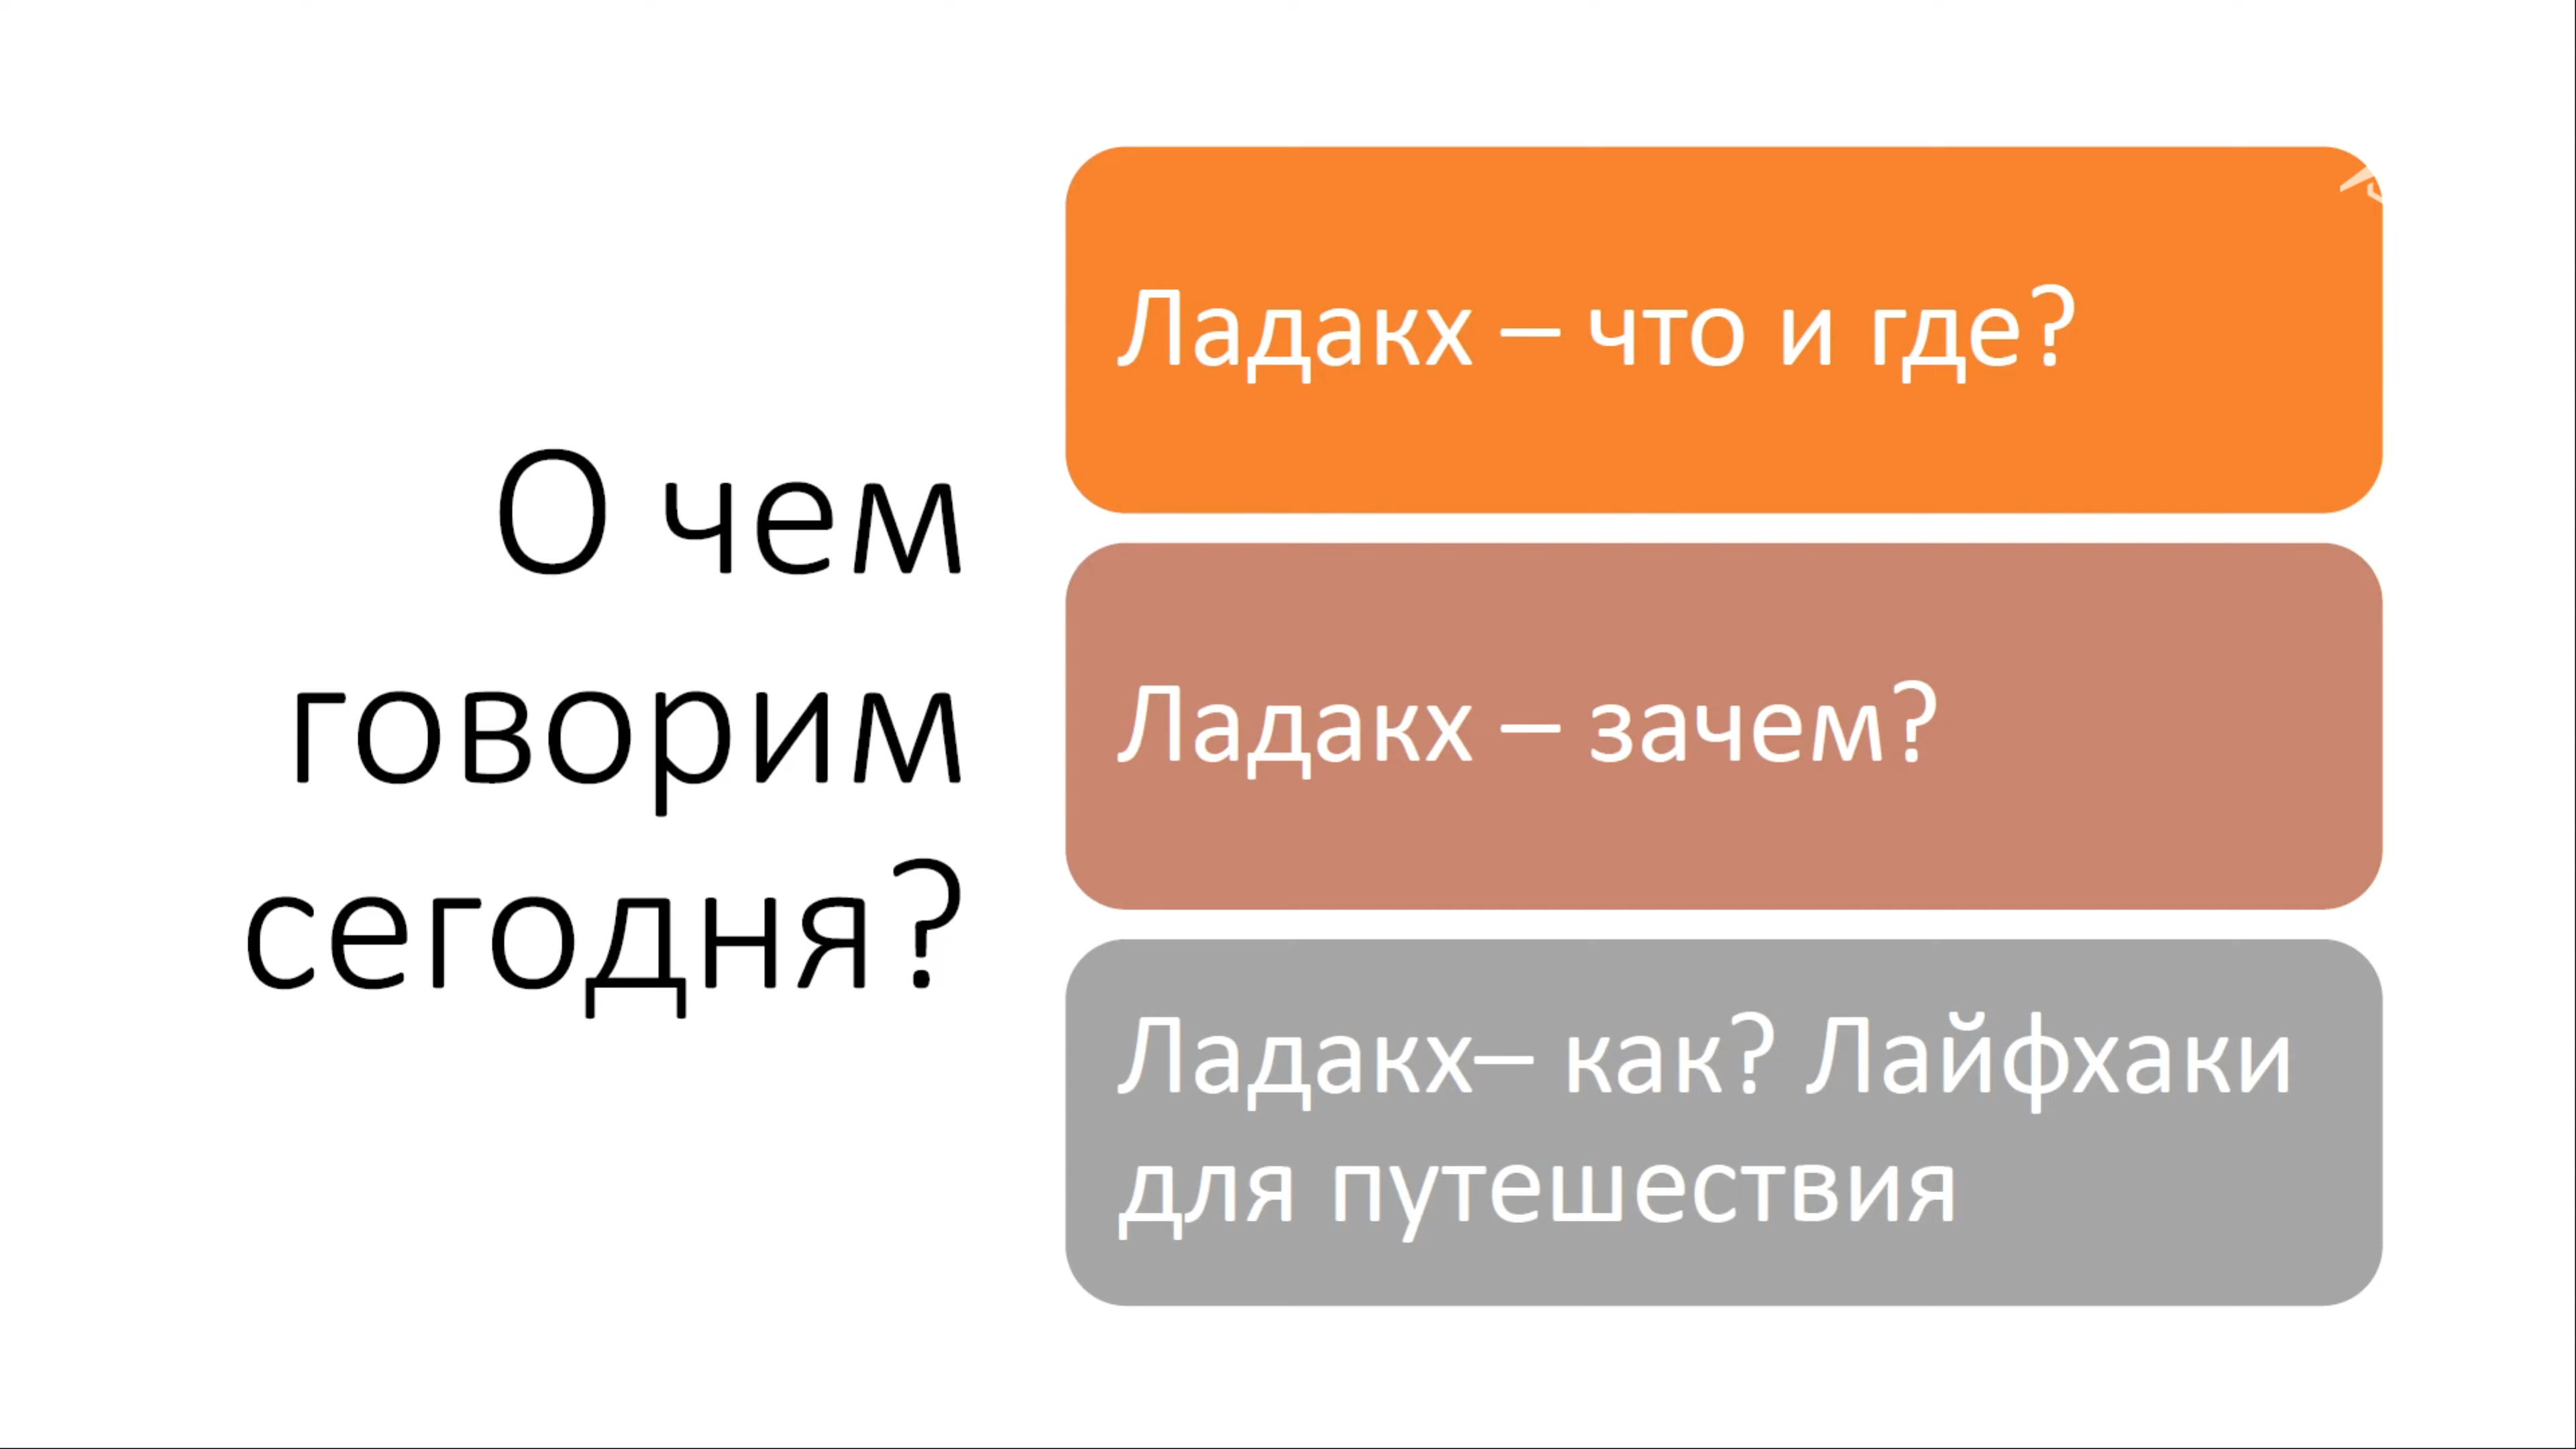 О чем
говорим
сегодня?
Ладакх – что и где?
Ладакх – зачем?
Ладакх– как? Лайфхаки
для путешествия